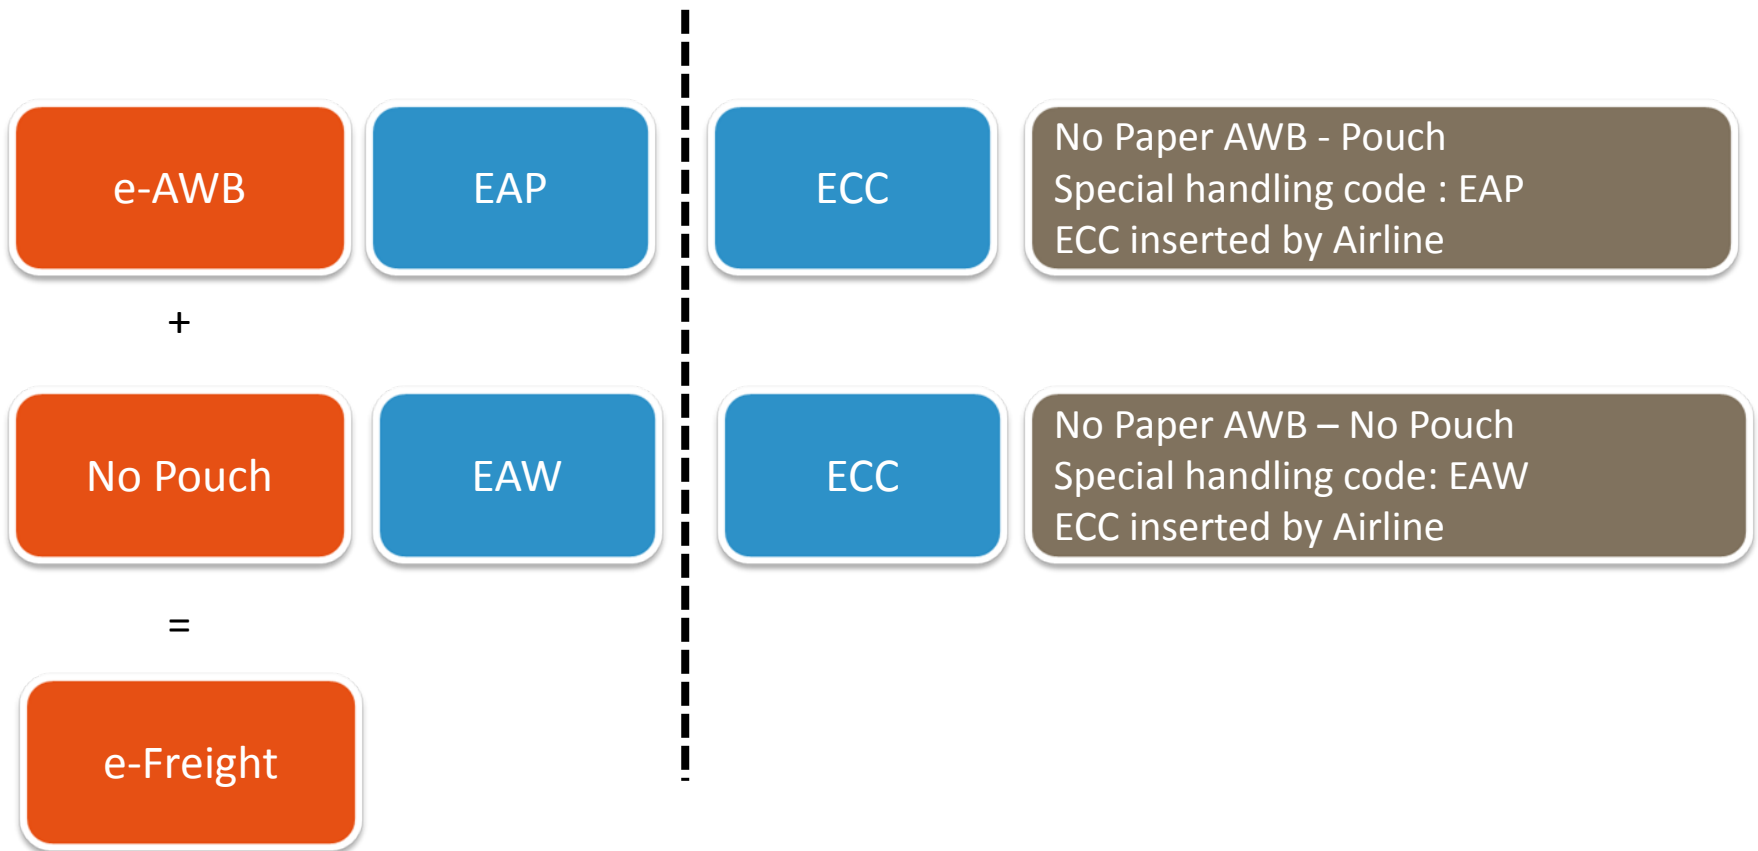 e-AWB
EAP
ECC
No Paper AWB - Pouch
Special handling code : EAP
ECC inserted by Airline
+
No Pouch
EAW
ECC
No Paper AWB – No Pouch
Special handling code: EAW
ECC inserted by Airline
=
e-Freight